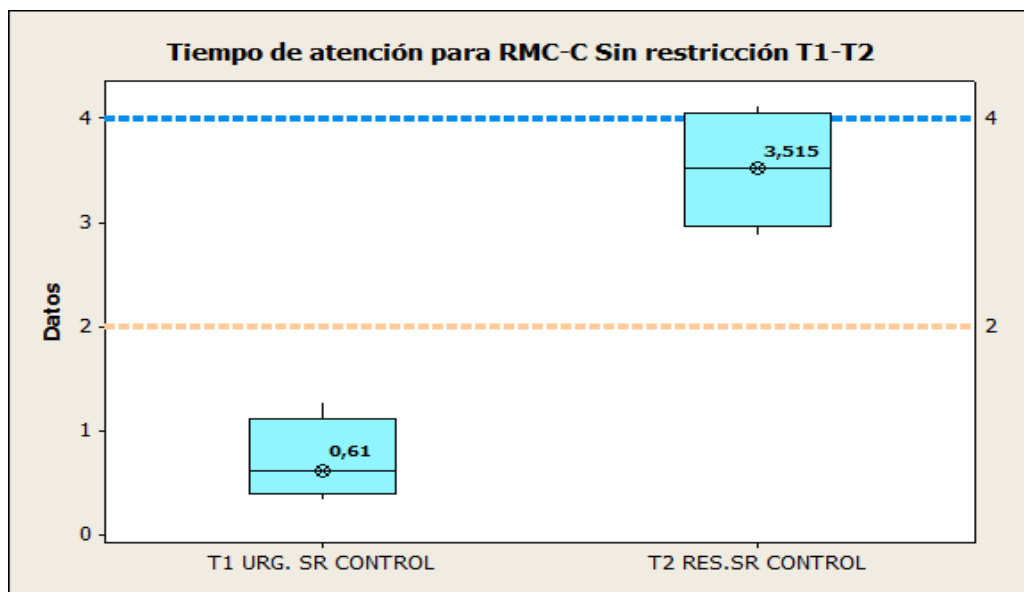 Tiempo de atención para RMC-C Sin restricción T1-T2
Datos
4
3
2
1
0
4
2
3,515
0,61
T1 URG. SR CONTROL
T2 RES.SR CONTROL